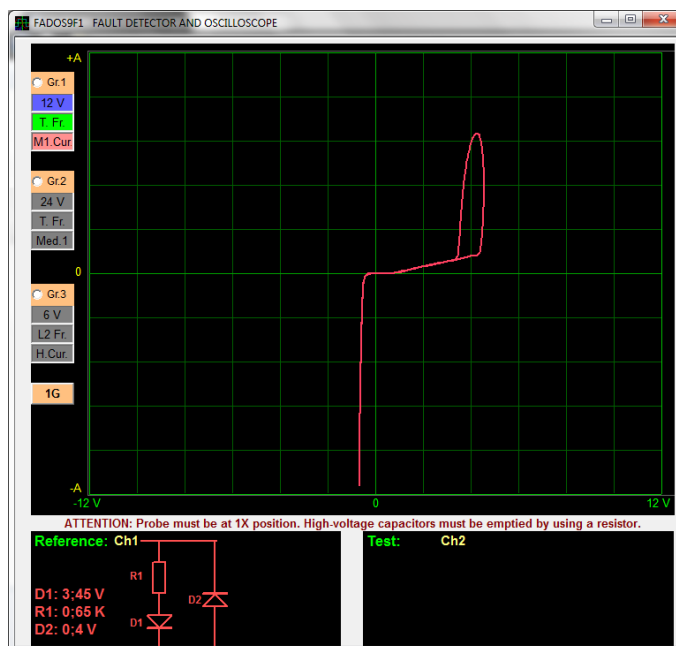 FADOS9F1 FAULT DETECTOR AND OSCILLOSCOPE
+A
Gr.1
12 V
T. Fr.
M1.Cur.
Gr.2
24 V
T. Fr.
Med.1
0
Gr.3
6 V
L2 Fr.
H.Cur.
1G
-A
-12 V
0
12 V
ATTENTION: Probe must be at 1X position. High-voltage capacitors must be emptied by using a resistor.
Reference: Ch1
R1
D1: 3;45 V
R1: 0;65 K
D2: 0;4 V
D2
D1
Test: Ch2